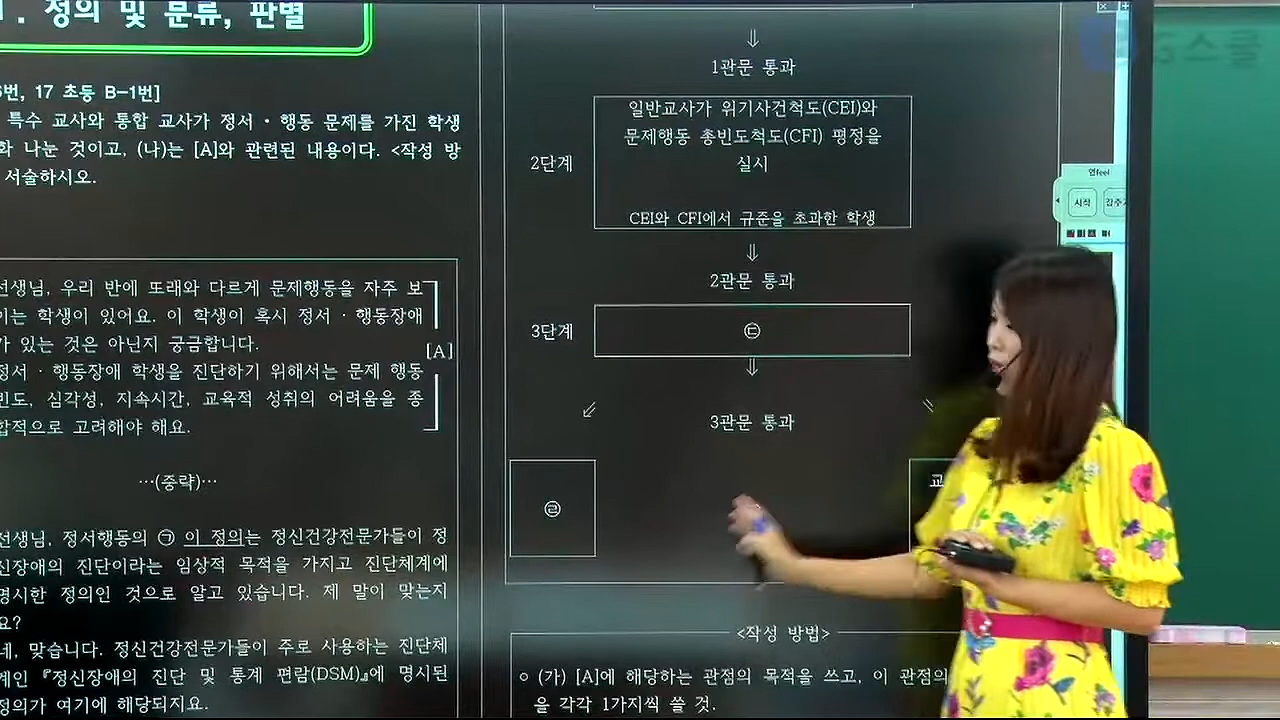 정의 및 분류, 판별
번, 17 초등 B-1번]
특수 교사와 통합 교사가 정서・행동 문제를 가진 학생
화 나눈 것이고, (나)는 [A]와 관련된 내용이다. <작성 방
서술하시오.
선생님, 우리 반에 또래와 다르게 문제행동을 자주 보
이는 학생이 있어요. 이 학생이 혹시 정서・행동장애
가 있는 것은 아닌지 궁금합니다.
[A]
정서・행동장애 학생을 진단하기 위해서는 문제 행동
빈도, 심각성, 지속시간, 교육적 성취의 어려움을 종
합적으로 고려해야 해요.
…(중략)…
선생님, 정서행동의 ㉠ 이 정의는 정신건강전문가들이 정
신장애의 진단이라는 임상적 목적을 가지고 진단체계에
명시한 정의인 것으로 알고 있습니다. 제 말이 맞는지
요?
네, 맞습니다. 정신건강전문가들이 주로 사용하는 진단체
계인 『정신장애의 진단 및 통계 편람(DSM)』에 명시된
정의가 여기에 해당되지요.
⇓
1관문 통과
2단계
일반교사가 위기사건척도(CEI)와
문제행동 총빈도척도(CFI) 평정을
실시
CEI와 CFI에서 규준을 초과한 학생
⇓
2관문 통과
3단계
㉢
⇓
3관문 통과
㉣
교
<작성 방법>
○ (가) [A]에 해당하는 관점의 목적을 쓰고, 이 관점의
을 각각 1가지씩 쓸 것.
연feel
시작
강추
G스쿨